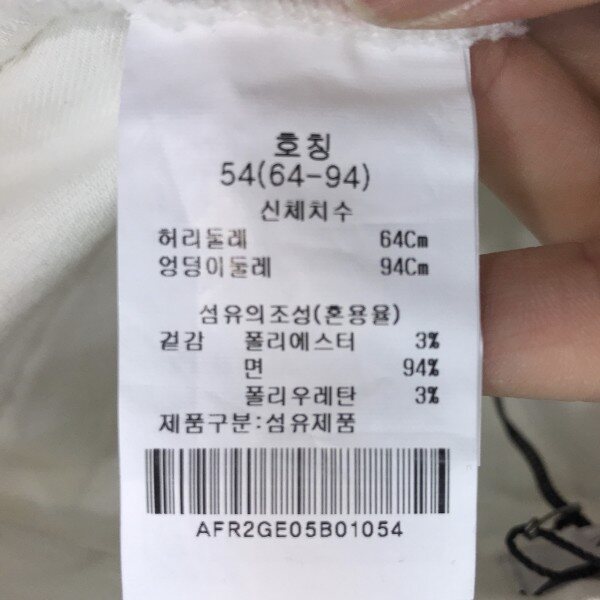 호칭
54(64-94)
신체치수
허리둘레 64Cm
엉덩이둘레 94Cm
섬유의조성(혼용율)
겉감 폴리에스터 3%
면 94%
폴리우레탄 3%
제품구분:섬유제품
AFR2GE05B01054